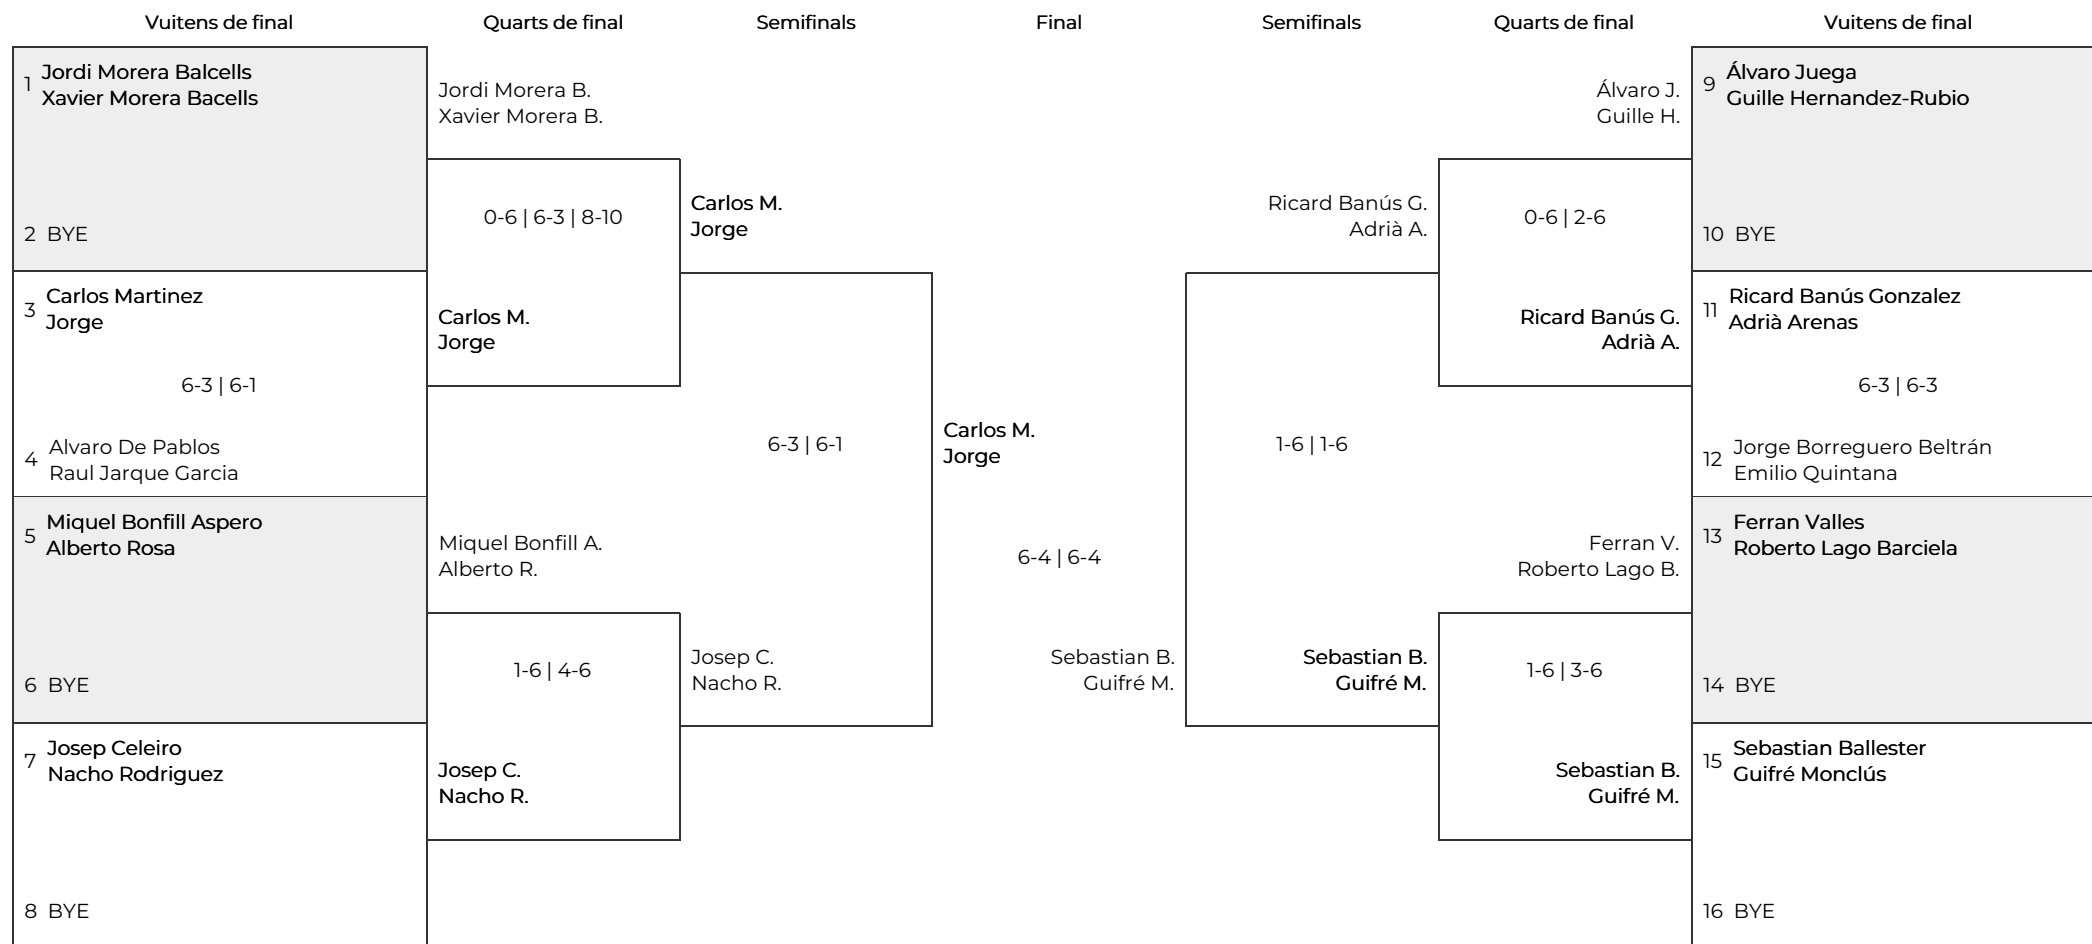 Vuitens de final
Quarts de final
Semifinals
Final
Semifinals
Quarts de final
Vuitens de final
1 Jordi Morera Balcells
Xavier Morera Bacells
2 BYE
3 Carlos Martinez
Jorge
6-3 | 6-1
4 Alvaro De Pablos
Raul Jarque Garcia
5 Miquel Bonfill Aspero
Alberto Rosa
6 BYE
7 Josep Celeiro
Nacho Rodriguez
8 BYE
Jordi Morera B.
Xavier Morera B.
0-6 | 6-3 | 8-10
Carlos M.
Jorge
Miquel Bonfill A.
Alberto R.
1-6 | 4-6
Josep C.
Nacho R.
Carlos M.
Jorge
6-3 | 6-1
Josep C.
Nacho R.
Carlos M.
Jorge
6-4 | 6-4
Sebastian B.
Guifré M.
Ricard Banús G.
Adrià A.
1-6 | 1-6
Sebastian B.
Guifré M.
Álvaro J.
Guille H.
0-6 | 2-6
Ricard Banús G.
Adrià A.
Ferran V.
Roberto Lago B.
1-6 | 3-6
Sebastian B.
Guifré M.
9 Álvaro Juega
Guille Hernandez-Rubio
10 BYE
11 Ricard Banús Gonzalez
Adrià Arenas
6-3 | 6-3
12 Jorge Borreguero Beltrán
Emilio Quintana
13 Ferran Valles
Roberto Lago Barciela
14 BYE
15 Sebastian Ballester
Guifré Monclús
16 BYE